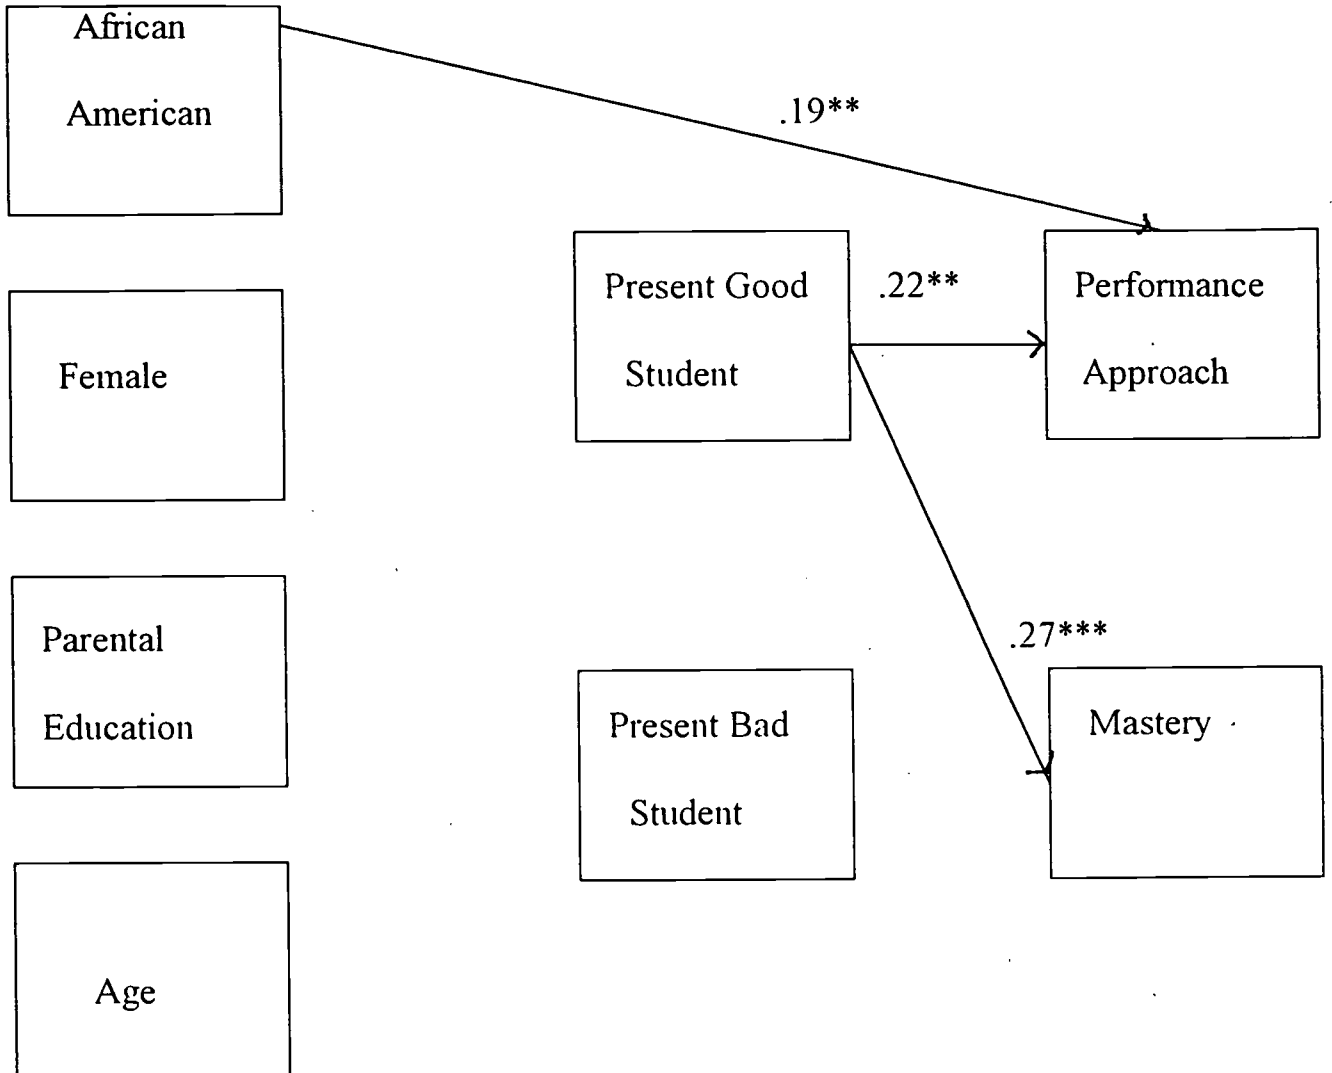 African
American
.19**
Present Good
Student
.22**
Performance
Approach
Female
.27***
Parental
Education
Present Bad
Student
Mastery
Age